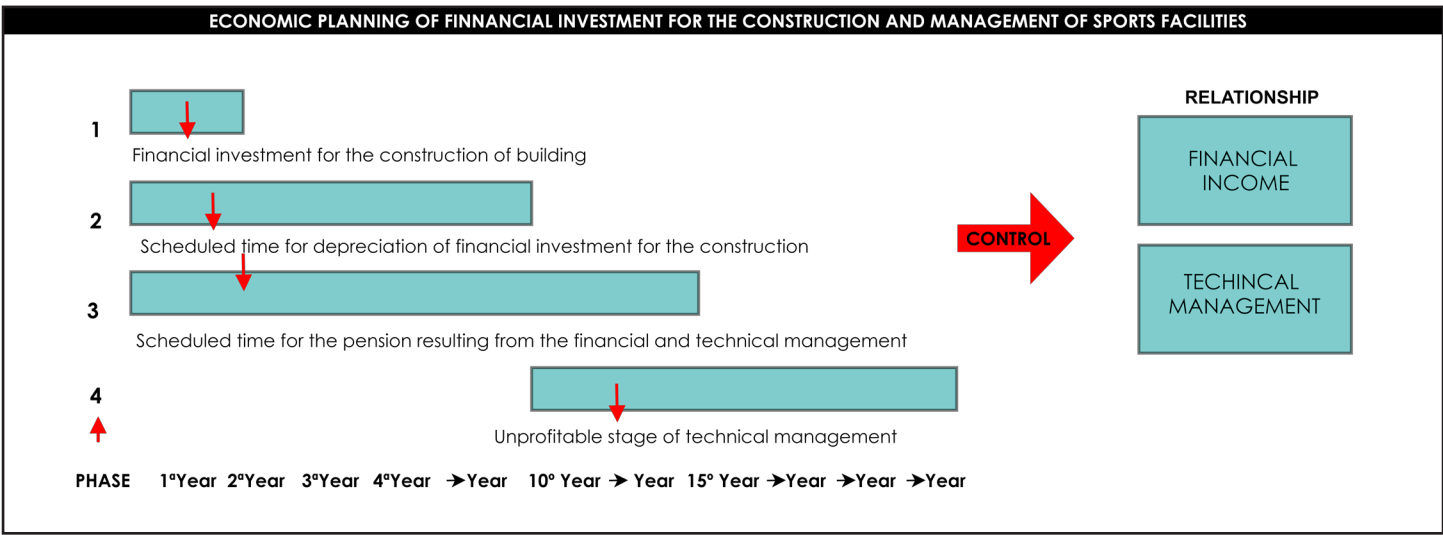 ECONOMIC PLANNING OF FINNANCIAL INVESTMENT FOR THE CONSTRUCTION AND MANAGEMENT OF SPORTS FACILITIES
RELATIONSHIP
1
Financial investment for the construction of building
FINANCIAL
INCOME
2
Scheduled time for depreciation of financial investment for the construction
CONTROL
3
Scheduled time for the pension resulting from the financial and technical management
TECHINCAL
MANAGEMENT
4
Unprofitable stage of technical management
PHASE 1ªYear 2ªYear 3ªYear 4ªYear →Year 10º Year → Year 15º Year →Year →Year →Year